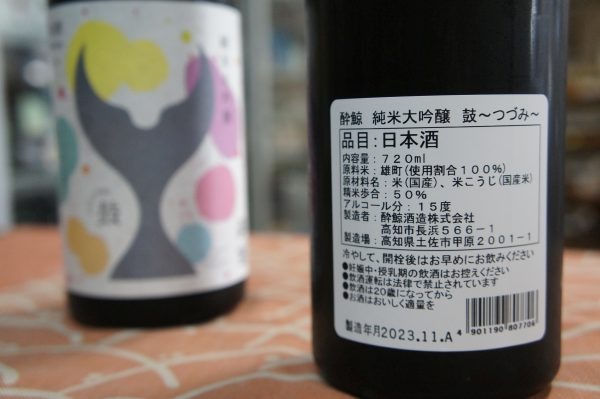 鼓
酔鯨 純米大吟醸 鼓～つづみ～
品目:日本酒
内容量:720ml
原料米:雄町(使用割合100%)
原材料名:米(国産)、米こうじ(国産米)
精米歩合:50%
アルコール分:15度
製造者:酔鯨酒造株式会社
高知市長浜566-1
製造場:高知県土佐市甲原2001-1
冷やして、開栓後はお早めにお飲みください
●妊娠中・授乳期の飲酒はお控えください
●飲酒運転は法律で禁止されています
●飲酒は20歳になってから
●お酒はおいしく適量を
製造年月2023.11.A
4901190807706